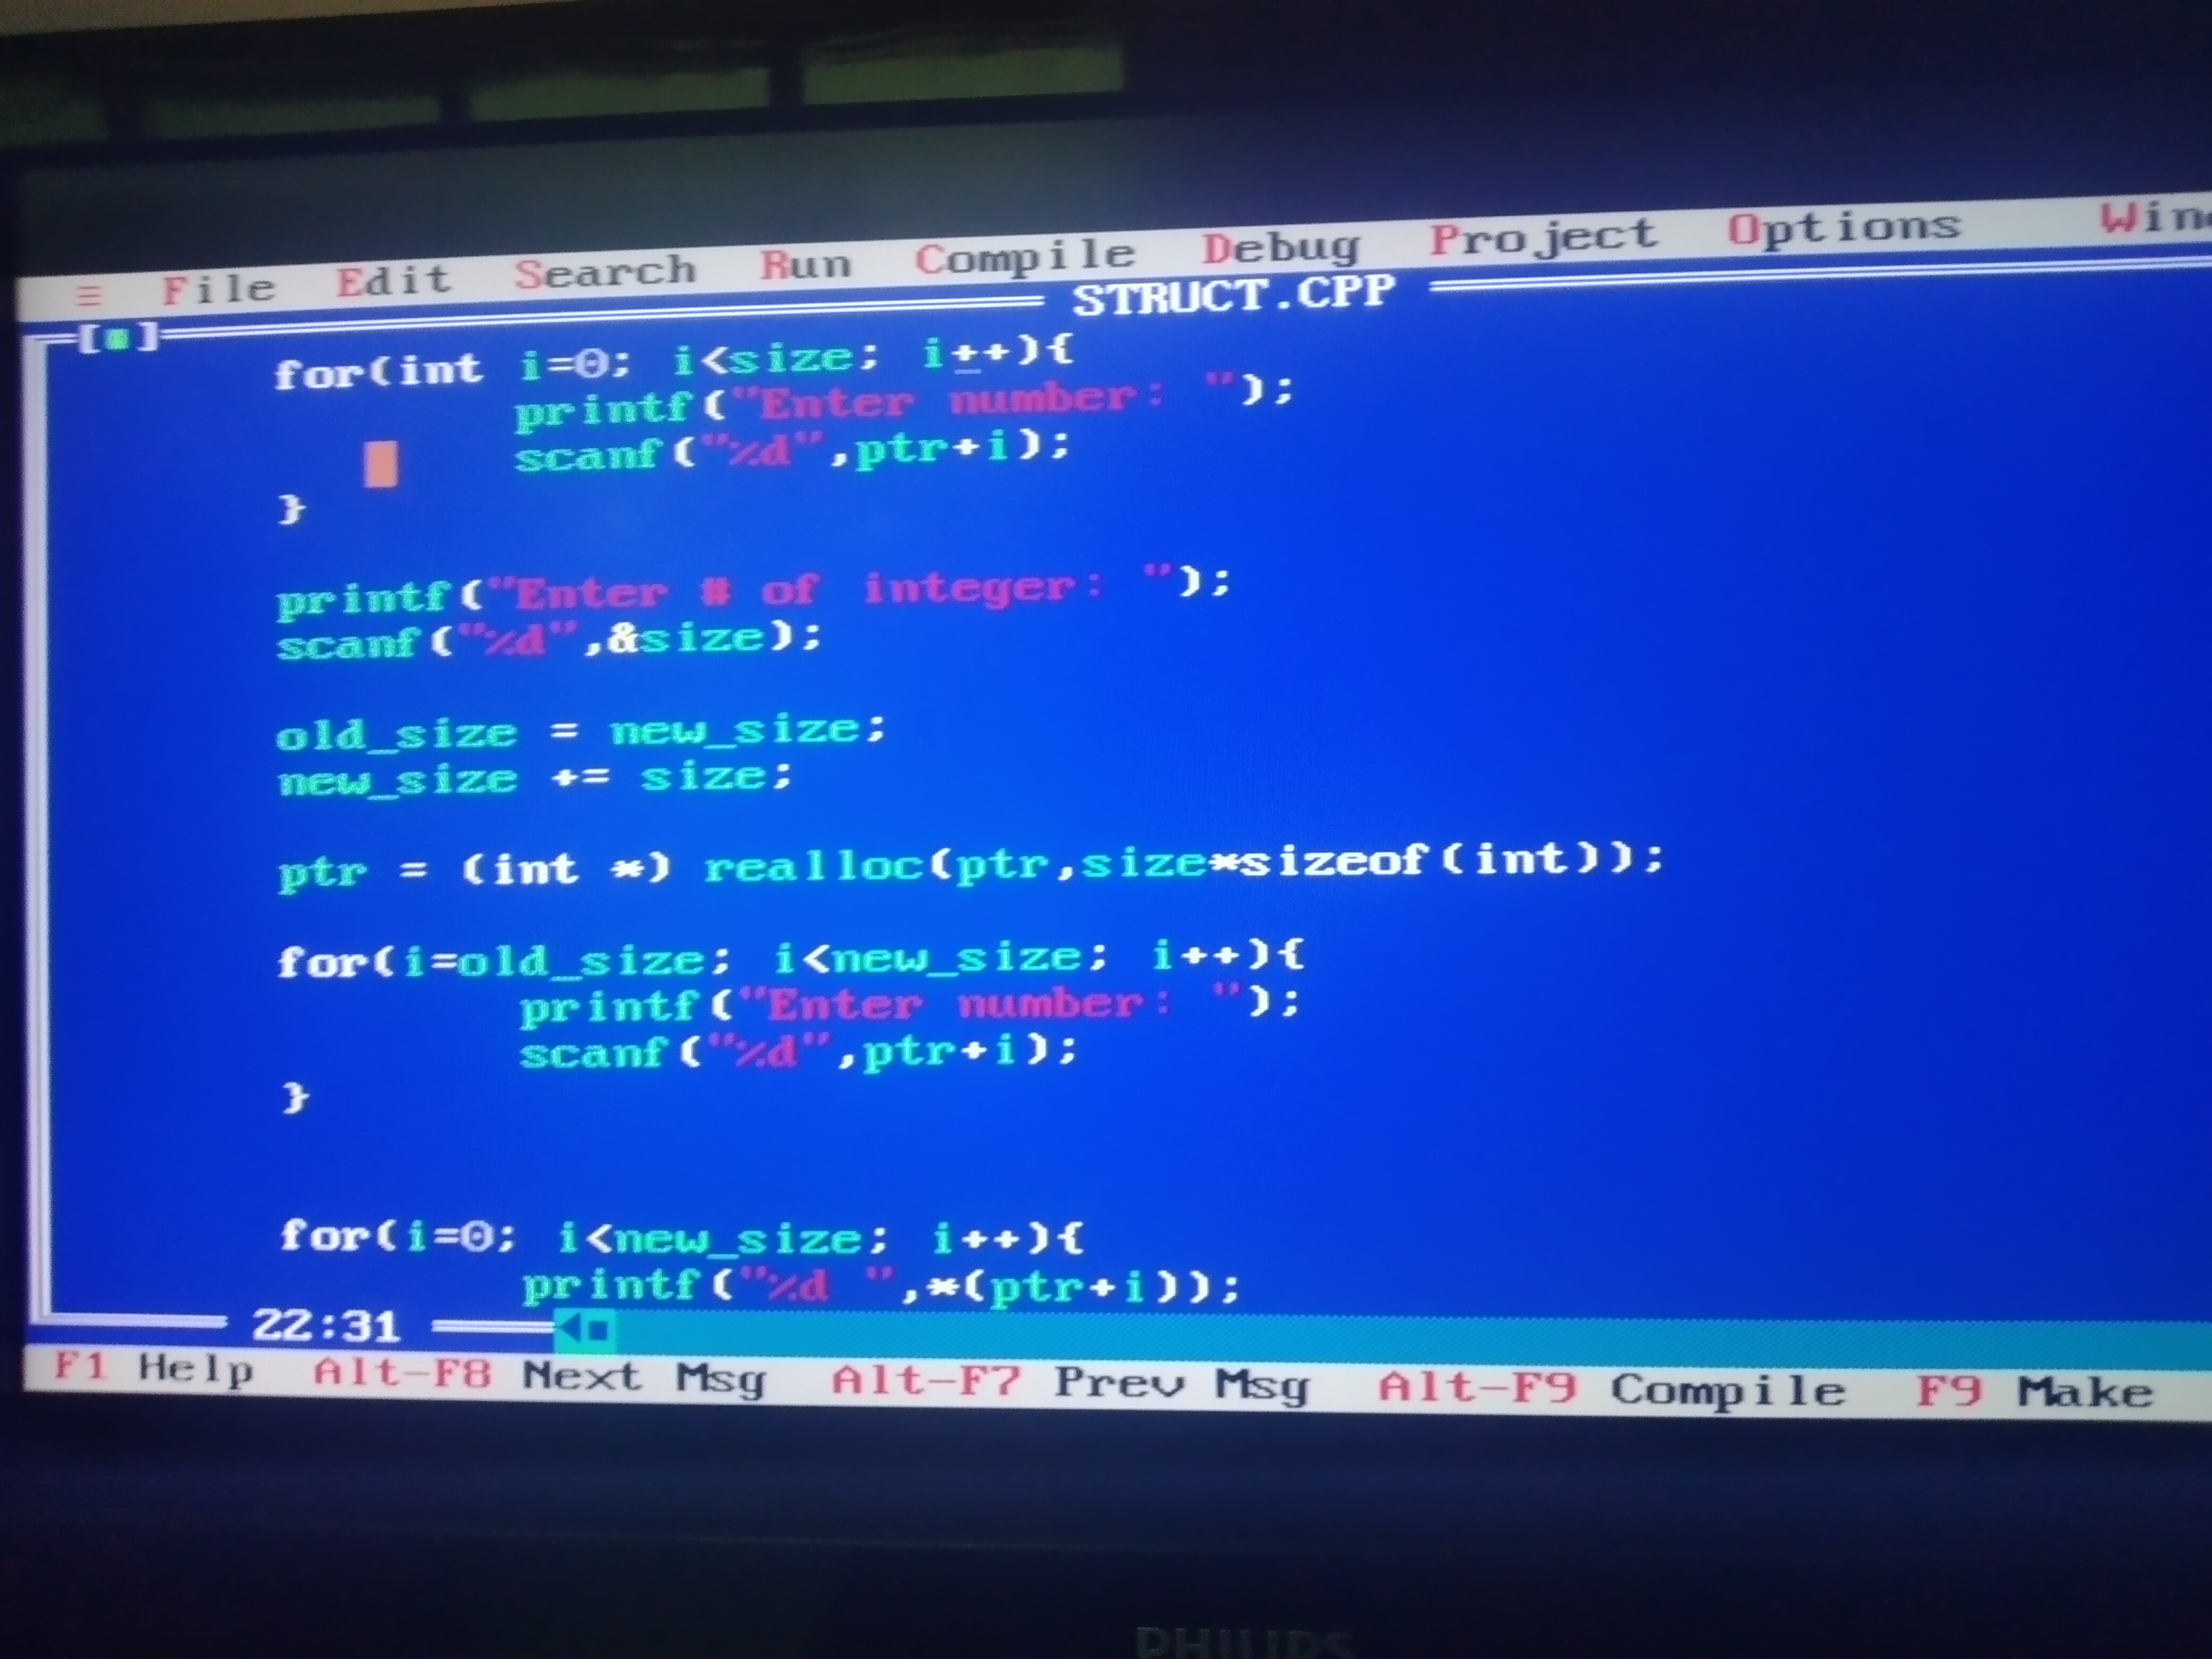 ≡ File Edit Search Run Compile Debug Project Options
[■] STRUCT.CPP
for(int i=0; i<size; i++){
printf("Enter number: ");
scanf("%d",ptr+i);
}
printf("Enter # of integer: ");
scanf("%d",&size);
old_size = new_size;
new_size += size;
ptr = (int *) realloc(ptr,size*sizeof(int));
for(i=old_size; i<new_size; i++){
printf("Enter number: ");
scanf("%d",ptr+i);
}
for(i=0; i<new_size; i++){
printf("%d ",*(ptr+i));
22:31
F1 Help Alt-F8 Next Msg Alt-F7 Prev Msg Alt-F9 Compile F9 Make
PHILIPS